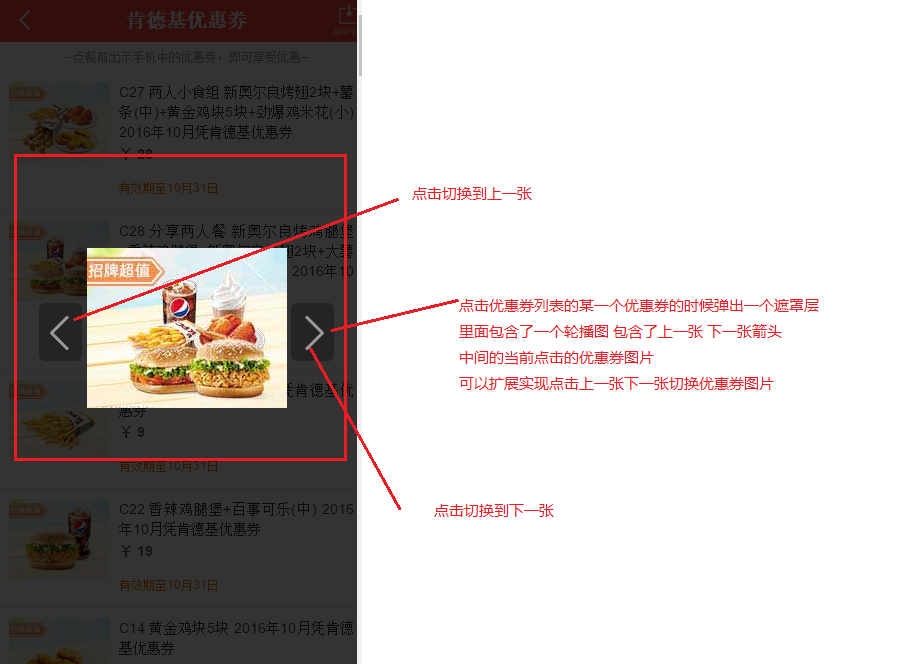 肯德基优惠券
--点餐前出示手机中的优惠券，即可享受优惠--
C27 两人小食组 新奥尔良烤翅2块+薯
条(中)+黄金鸡块5块+劲爆鸡米花(小)
2016年10月凭肯德基优惠券
￥ 28
有效期至10月31日
C28 分享两人餐 新奥尔良烤鸡腿堡
2块+大薯
2016年10
招牌超值
凭肯德基优
惠券
￥ 9
有效期至10月31日
C22 香辣鸡腿堡+百事可乐(中) 2016
年10月凭肯德基优惠券
￥ 19
有效期至10月31日
C14 黄金鸡块5块 2016年10月凭肯德
基优惠券
点击切换到上一张
点击优惠券列表的某一个优惠券的时候弹出一个遮罩层
里面包含了一个轮播图 包含了上一张 下一张箭头
中间的当前点击的优惠券图片
可以扩展实现点击上一张下一张切换优惠券图片
点击切换到下一张